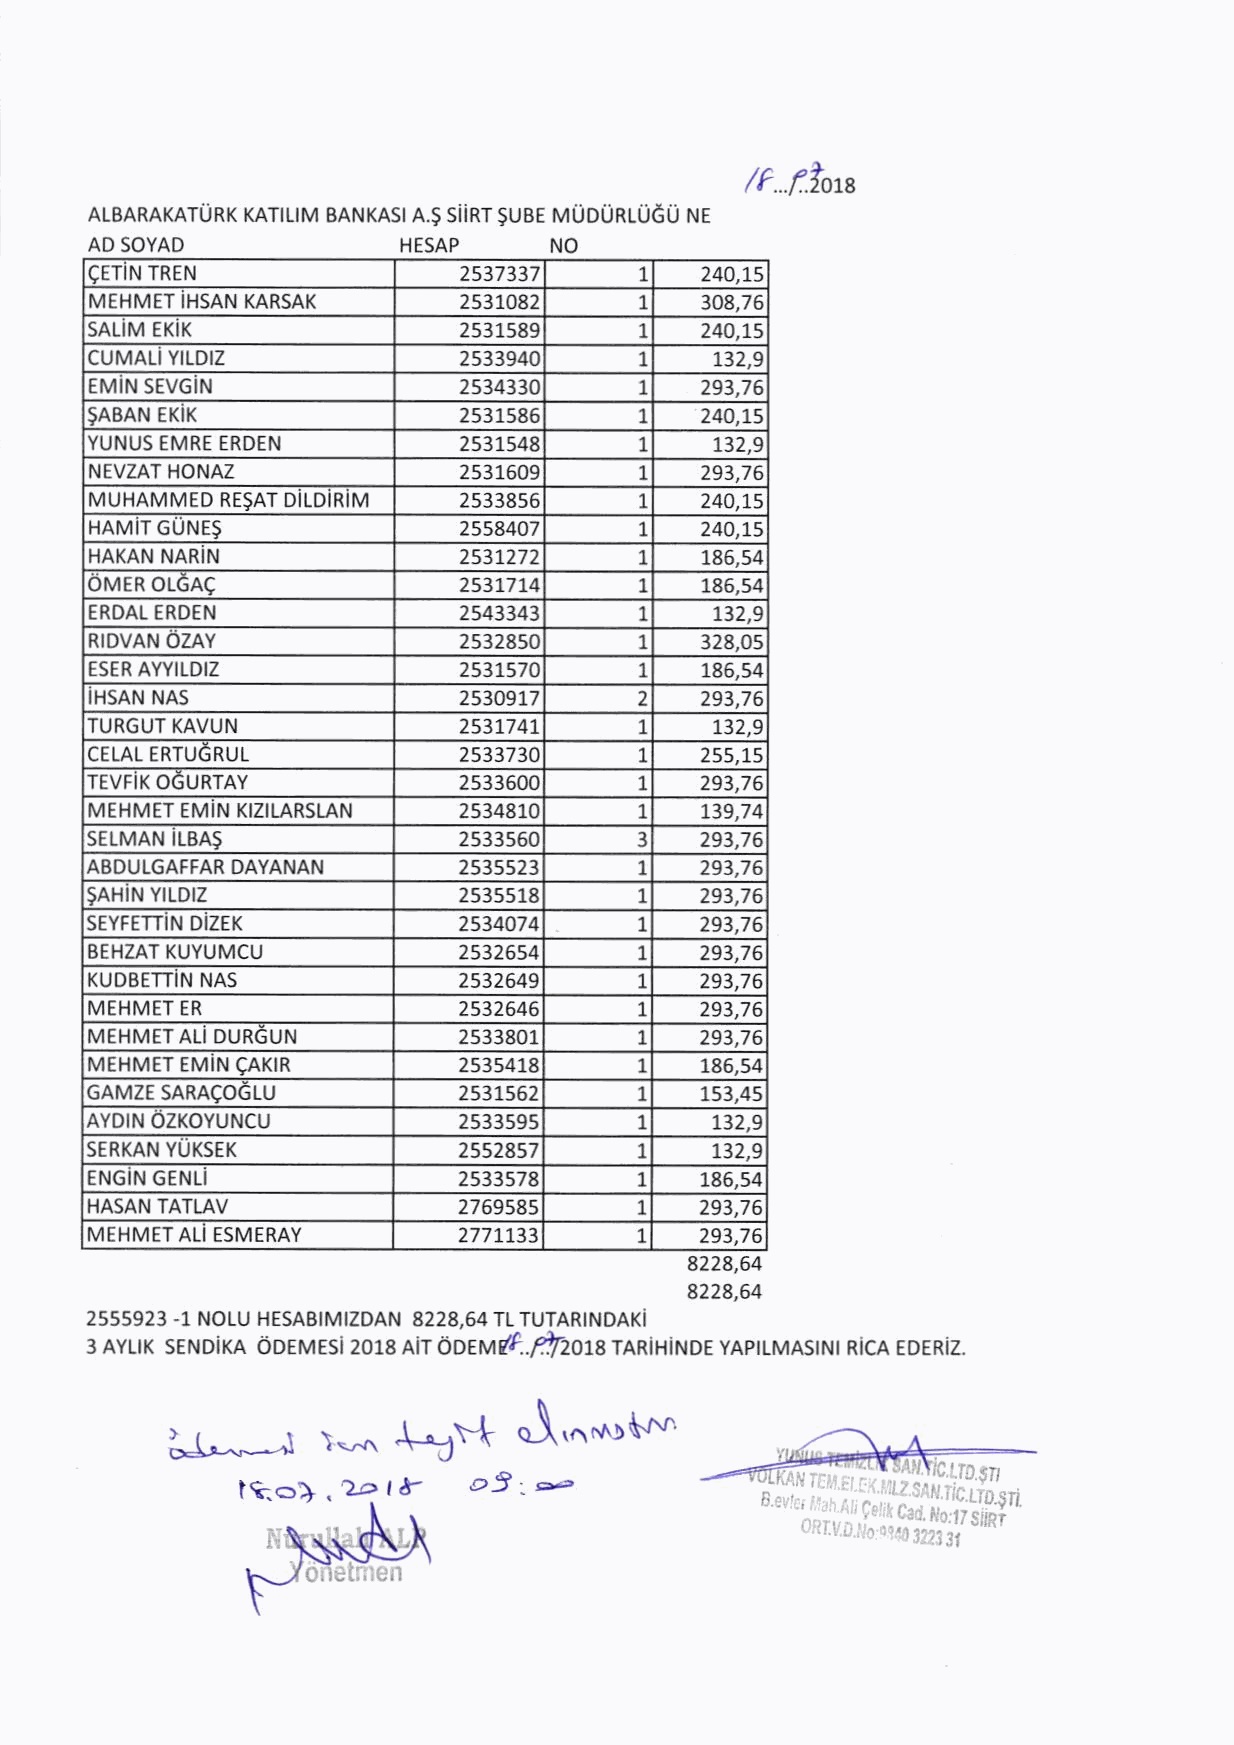 18.../..2018
07
ALBARAKATÜRK KATILIM BANKASI A.Ş SİİRT ŞUBE MÜDÜRLÜĞÜ NE
AD SOYAD HESAP NO
ÇETİN TREN 2537337 1 240,15
MEHMET İHSAN KARSAK 2531082 1 308,76
SALİM EKİK 2531589 1 240,15
CUMALİ YILDIZ 2533940 1 132,9
EMİN SEVGİN 2534330 1 293,76
ŞABAN EKİK 2531586 1 240,15
YUNUS EMRE ERDEN 2531548 1 132,9
NEVZAT HONAZ 2531609 1 293,76
MUHAMMED REŞAT DİLDİRİM 2533856 1 240,15
HAMİT GÜNEŞ 2558407 1 240,15
HAKAN NARİN 2531272 1 186,54
ÖMER OLĞAÇ 2531714 1 186,54
ERDAL ERDEN 2543343 1 132,9
RIDVAN ÖZAY 2532850 1 328,05
ESER AYYILDIZ 2531570 1 186,54
İHSAN NAS 2530917 2 293,76
TURGUT KAVUN 2531741 1 132,9
CELAL ERTUĞRUL 2533730 1 255,15
TEVFİK OĞURTAY 2533600 1 293,76
MEHMET EMİN KIZILARSLAN 2534810 1 139,74
SELMAN İLBAŞ 2533560 3 293,76
ABDULGAFFAR DAYANAN 2535523 1 293,76
ŞAHİN YILDIZ 2535518 1 293,76
SEYFETTİN DİZEK 2534074 1 293,76
BEHZAT KUYUMCU 2532654 1 293,76
KUDBETTİN NAS 2532649 1 293,76
MEHMET ER 2532646 1 293,76
MEHMET ALİ DURĞUN 2533801 1 293,76
MEHMET EMİN ÇAKIR 2535418 1 186,54
GAMZE SARAÇOĞLU 2531562 1 153,45
AYDIN ÖZKOYUNCU 2533595 1 132,9
SERKAN YÜKSEK 2552857 1 132,9
ENGİN GENLİ 2533578 1 186,54
HASAN TATLAV 2769585 1 293,76
MEHMET ALİ ESMERAY 2771133 1 293,76
8228,64
8228,64
2555923 -1 NOLU HESABIMIZDAN 8228,64 TL TUTARINDAKİ
3 AYLIK SENDİKA ÖDEMESİ 2018 AİT ÖDEME 18../07/2018 TARİHİNDE YAPILMASINI RİCA EDERİZ.
ödemesi için teyit alınmıştır.
18.07.2018 09:00
Nurullah ALP
Yönetmen
YUNUS TEMİZLİK SAN.TİC.LTD.ŞTİ
VOLKAN TEM.ELEK.MLZ.SAN.TİC.LTD.ŞTİ.
B.evler Mah.Ali Çelik Cad. No:17 SİİRT
ORT.V.D.No:9840 3223 31